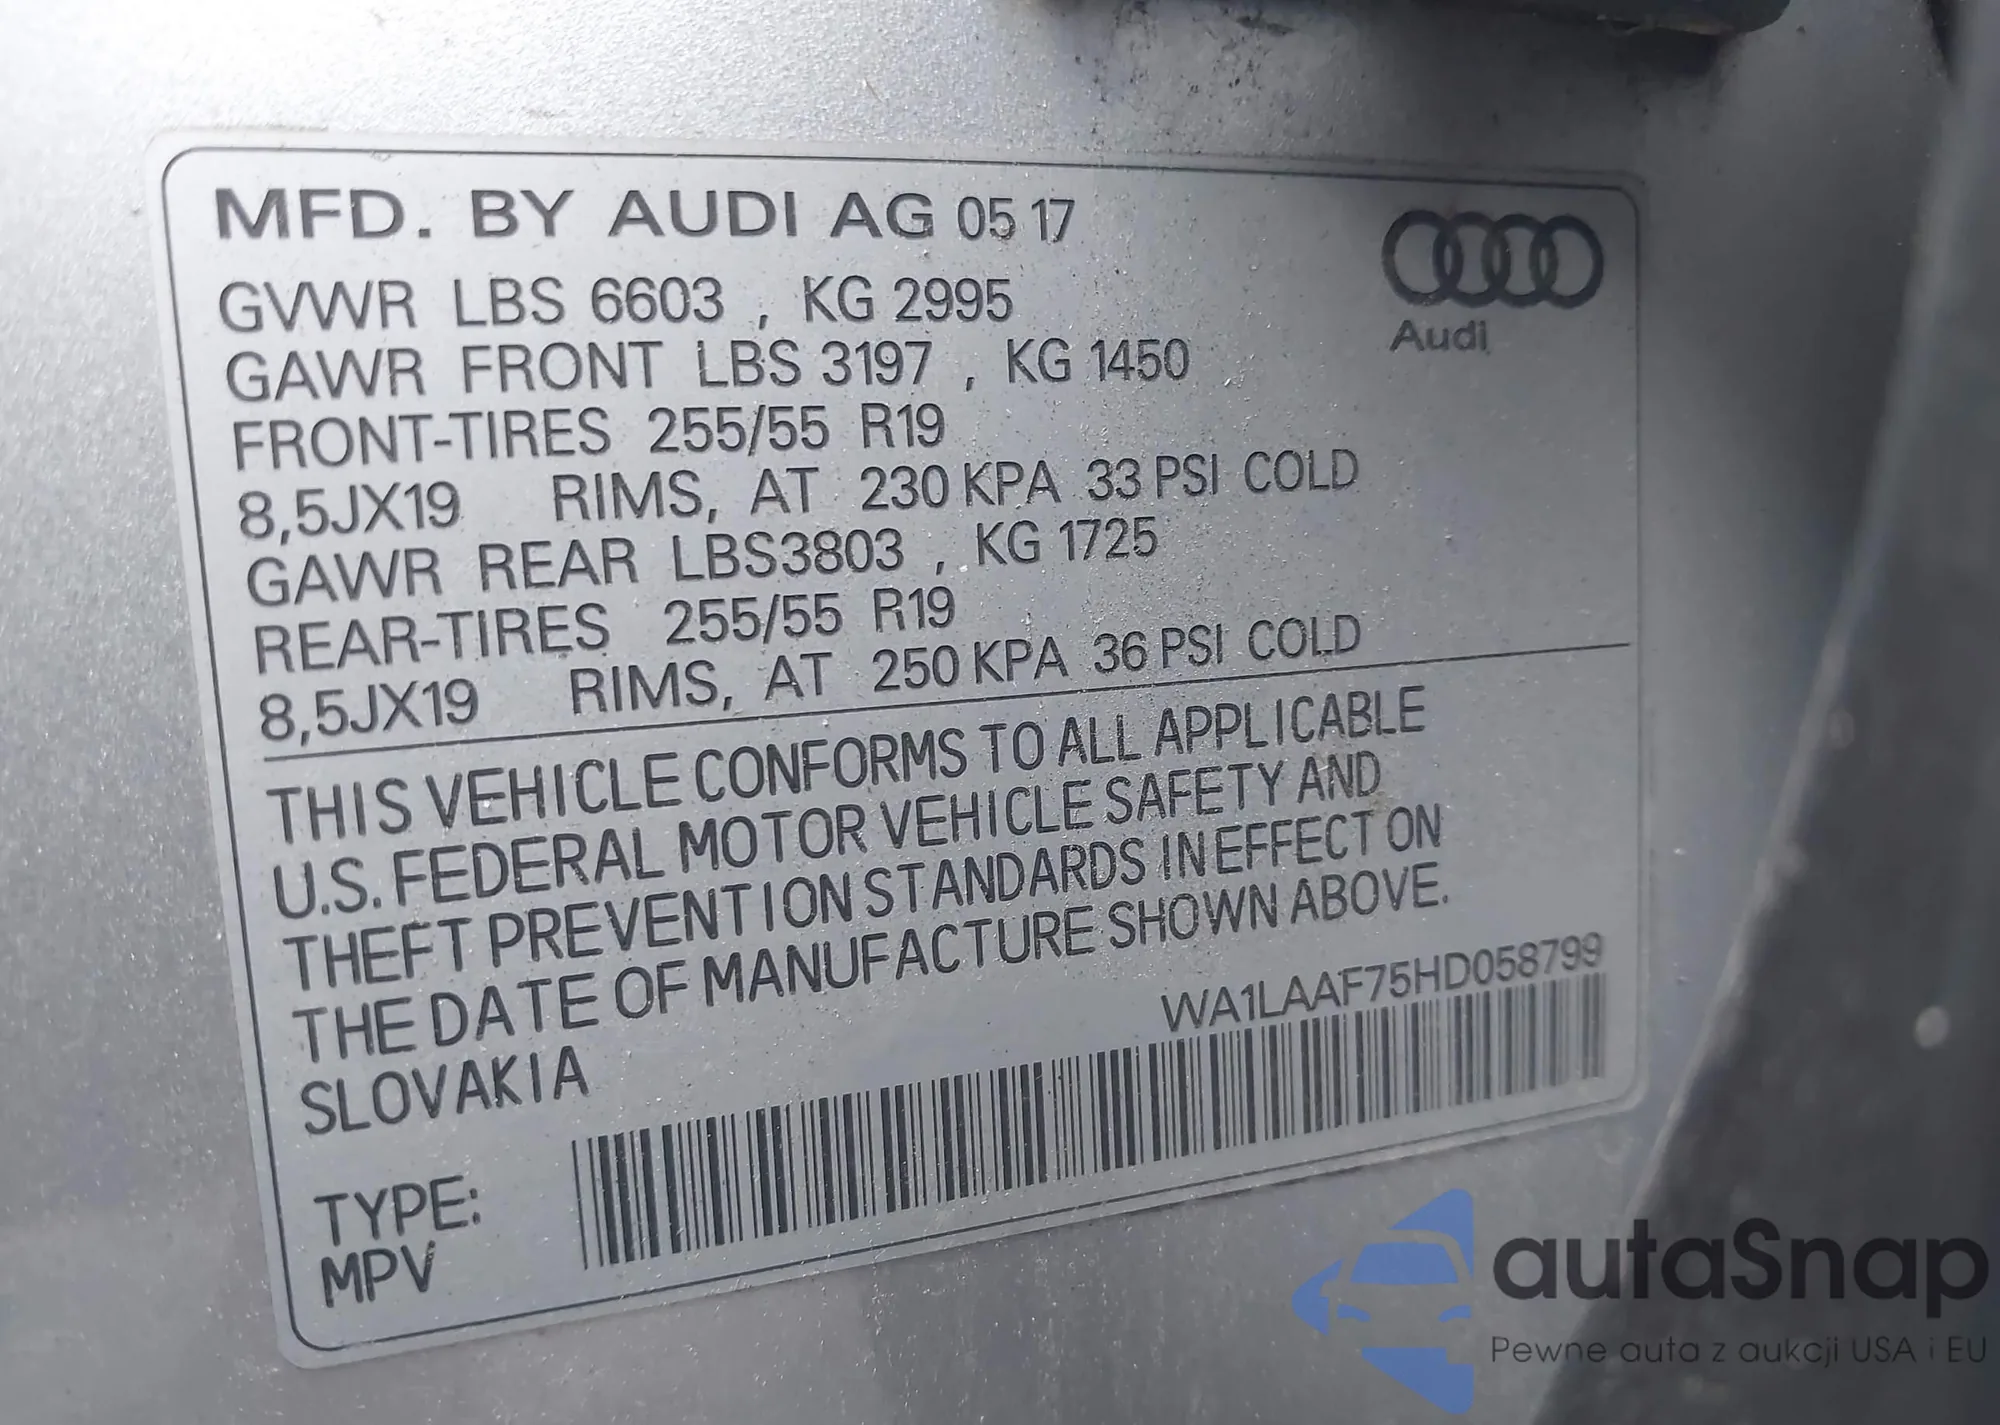 MFD. BY AUDI AG 05 17
GVWR LBS 6603 , KG 2995
GAWR FRONT LBS 3197 , KG 1450
FRONT-TIRES 255/55 R19
8,5JX19 RIMS, AT 230 KPA 33 PSI COLD
GAWR REAR LBS3803 , KG 1725
REAR-TIRES 255/55 R19
8,5JX19 RIMS, AT 250 KPA 36 PSI COLD
Audi
THIS VEHICLE CONFORMS TO ALL APPLICABLE
U.S. FEDERAL MOTOR VEHICLE SAFETY AND
THEFT PREVENTION STANDARDS IN EFFECT ON
THE DATE OF MANUFACTURE SHOWN ABOVE.
SLOVAKIA
WA1LAAF75HD058799
TYPE:
MPV
autaSnap
Pewne auta z aukcji USA i EU